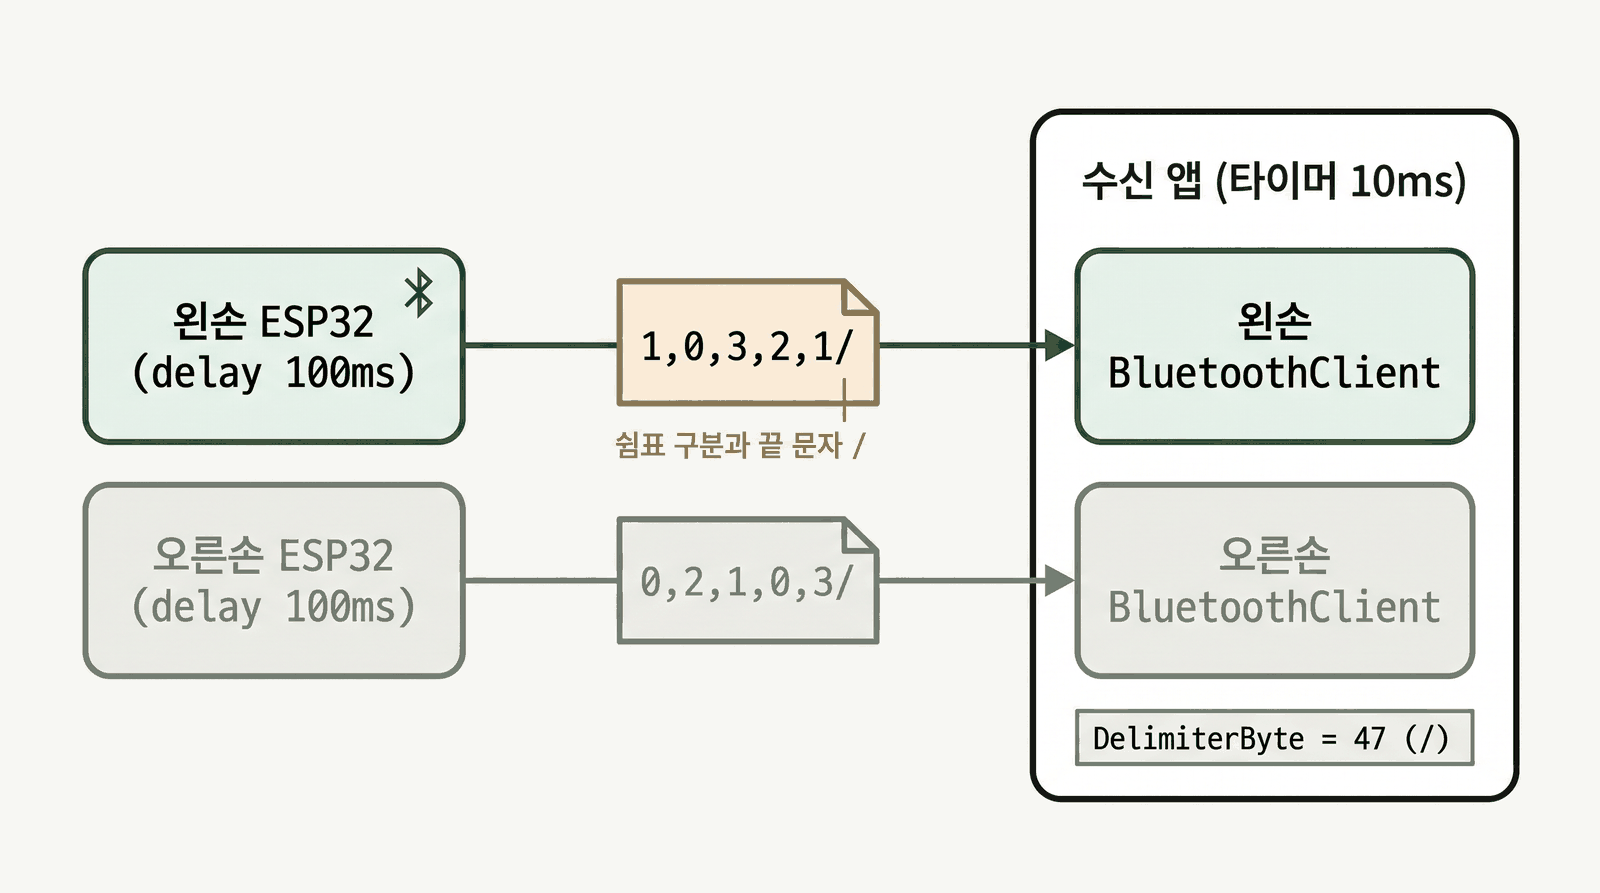 수신 앱 (타이머 10ms)
왼손 ESP32
(delay 100ms)
1,0,3,2,1/
쉼표 구분과 끝 문자 /
왼손
BluetoothClient
오른손 ESP32
(delay 100ms)
0,2,1,0,3/
오른손
BluetoothClient
DelimiterByte = 47 (/)